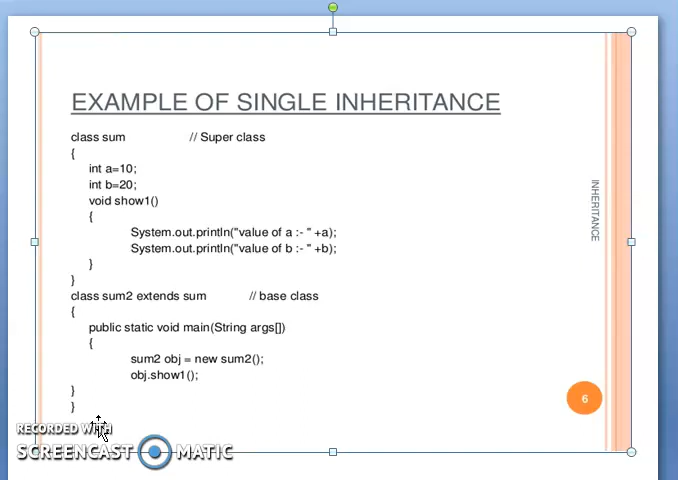 EXAMPLE OF SINGLE INHERITANCE
class sum // Super class
{
int a=10;
int b=20;
void show1()
{
System.out.println("value of a :- " +a);
System.out.println("value of b :- " +b);
}
}
class sum2 extends sum // base class
{
public static void main(String args[])
{
sum2 obj = new sum2();
obj.show1();
}
}
INHERITANCE
6
RECORDED WITH
SCREENCAST MATIC